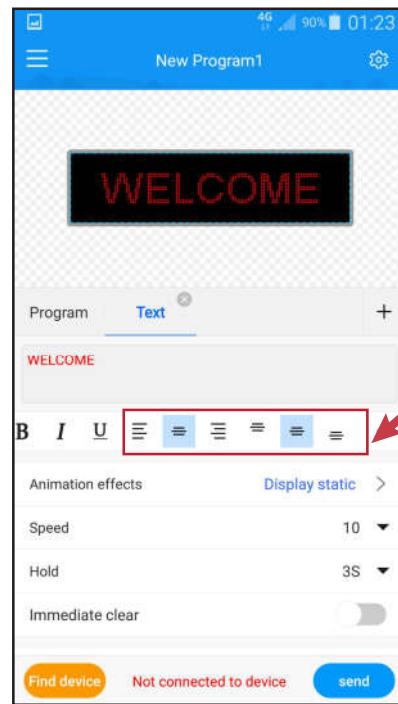 4G 90% 01:23
New Program1
WELCOME
Program Text +
WELCOME
B I U
Animation effects Display static >
Speed 10
Hold 3S
Immediate clear
Find device Not connected to device send